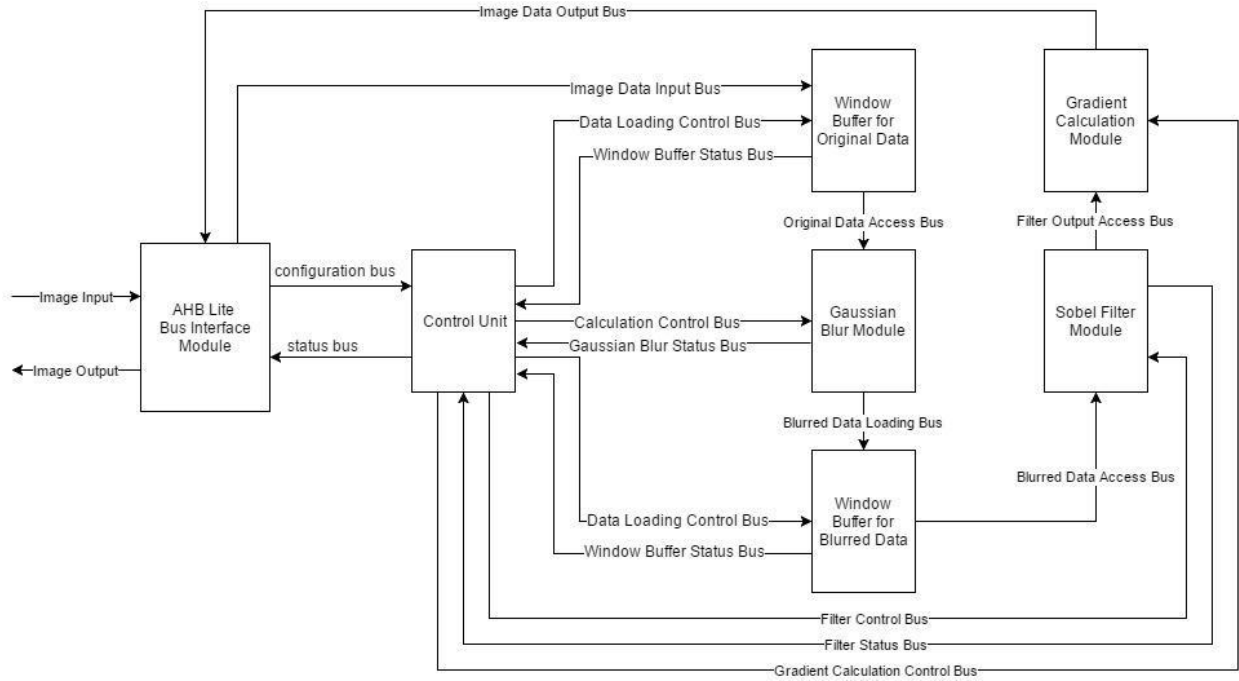 Image Data Output Bus
Image Data Input Bus
Window
Buffer for
Original Data
Gradient
Calculation
Module
Data Loading Control Bus
Window Buffer Status Bus
Original Data Access Bus
Filter Output Access Bus
configuration bus
Image Input
AHB Lite
Bus Interface
Module
Control Unit
Gaussian
Blur Module
Sobel Filter
Module
Calculation Control Bus
Gaussian Blur Status Bus
status bus
Image Output
Blurred Data Loading Bus
Blurred Data Access Bus
Window
Buffer for
Blurred Data
Data Loading Control Bus
Window Buffer Status Bus
Filter Control Bus
Filter Status Bus
Gradient Calculation Control Bus